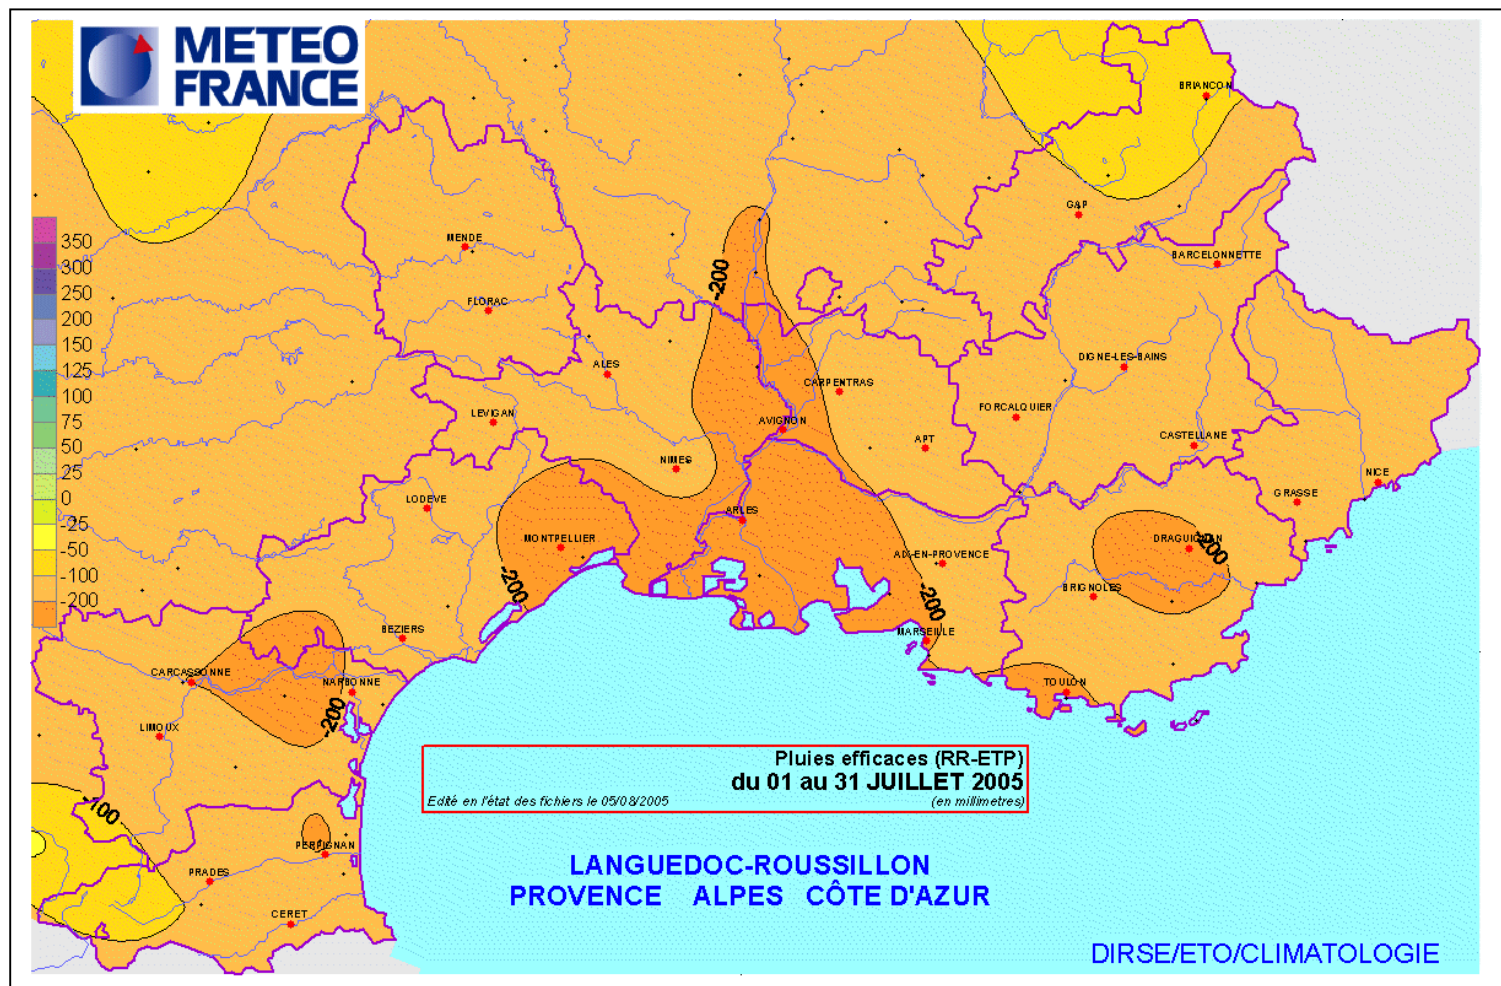 METEO
FRANCE
BRIANCON
GAP
MENDE
BARCELONNETTE
350
300
-200
FLORAC
250
200
150
DIGNE-LES-BAINS
125
ALES
CARPENTRAS
100
FORCALQUIER
LEVIGAN
75
AVIGNON
APT
CASTELLANE
50
NIMES
NICE
25
GRASSE
0
LODEVE
ARLES
-25
MONTPELLIER
DRAGUIGNAN
-200
-50
AIX-EN-PROVENCE
-100
-200
BRIGNOLES
-200
-200
BEZIERS
MARSEILLE
CARCASSONNE
NARBONNE
TOULON
-200
LIMOUX
Pluies efficaces (RR-ETP)
du 01 au 31 JUILLET 2005
Edité en l'état des fichiers le 05/08/2005 (en millimetres)
-100
PERPIGNAN
PRADES
LANGUEDOC-ROUSSILLON
PROVENCE ALPES CÔTE D'AZUR
CERET
DIRSE/ETO/CLIMATOLOGIE